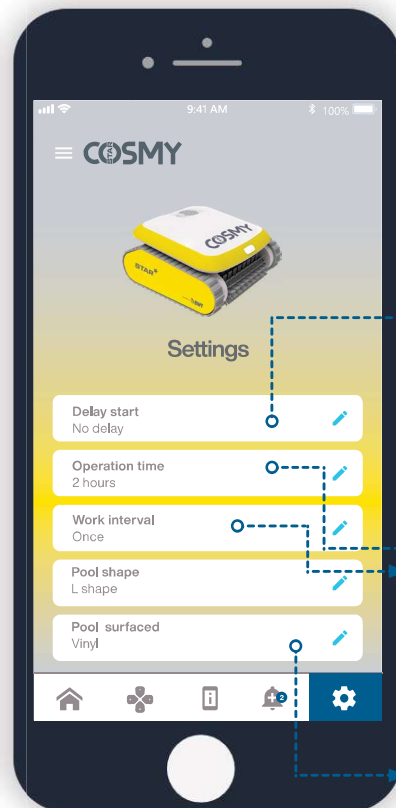 9:41 AM
100%
COSMY
STAR
COSMY
STAR+
Settings
Delay start
No delay
Operation time
2 hours
Work interval
Once
Pool shape
L shape
Pool surfaced
Vinyl
2